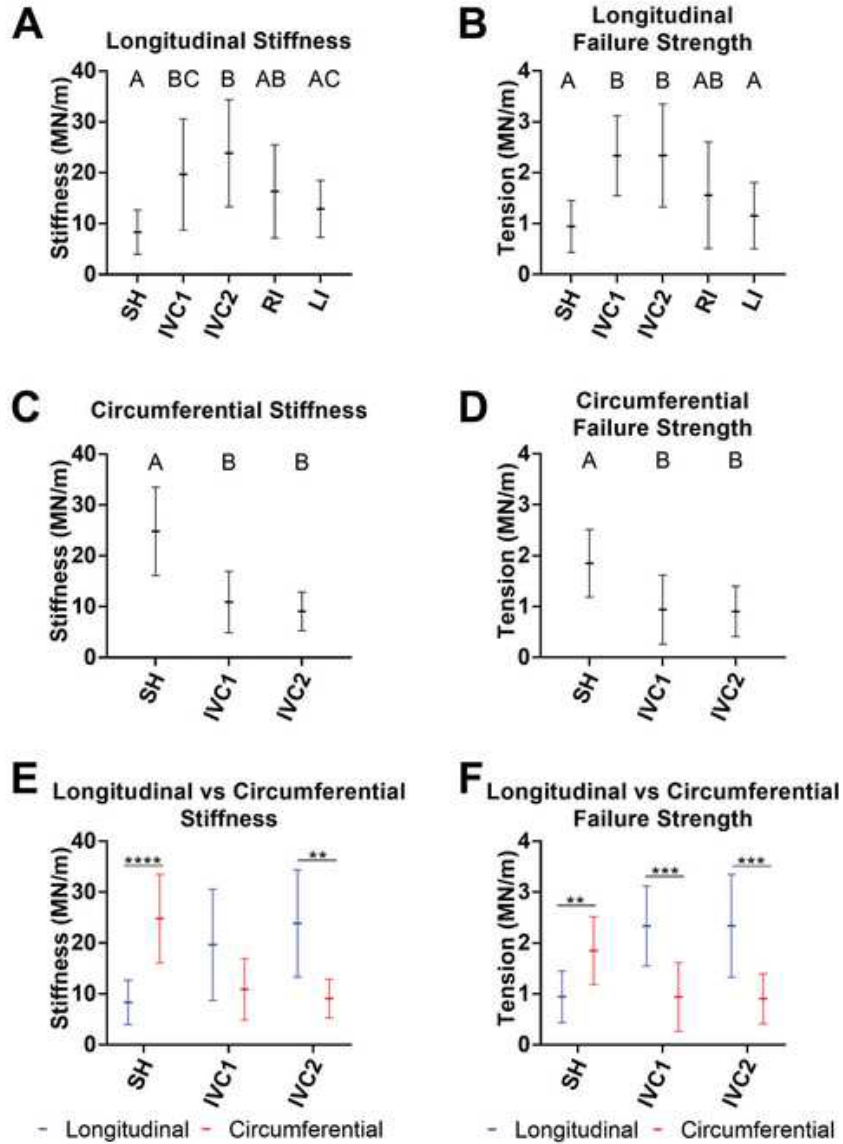 A
Longitudinal Stiffness
Stiffness (MN/m)
40
30
20
10
0
A BC B AB AC
SH IVC1 IVC2 RI LI
B
Longitudinal
Failure Strength
Tension (MN/m)
4
3
2
1
0
A B B AB A
SH IVC1 IVC2 RI LI
C
Circumferential Stiffness
Stiffness (MN/m)
40
30
20
10
0
A B B
SH IVC1 IVC2
D
Circumferential
Failure Strength
Tension (MN/m)
4
3
2
1
0
A B B
SH IVC1 IVC2
E
Longitudinal vs Circumferential
Stiffness
Stiffness (MN/m)
40
30
20
10
0
**** **
SH IVC1 IVC2
Longitudinal Circumferential
F
Longitudinal vs Circumferential
Failure Strength
Tension (MN/m)
4
3
2
1
0
** *** ***
SH IVC1 IVC2
Longitudinal Circumferential